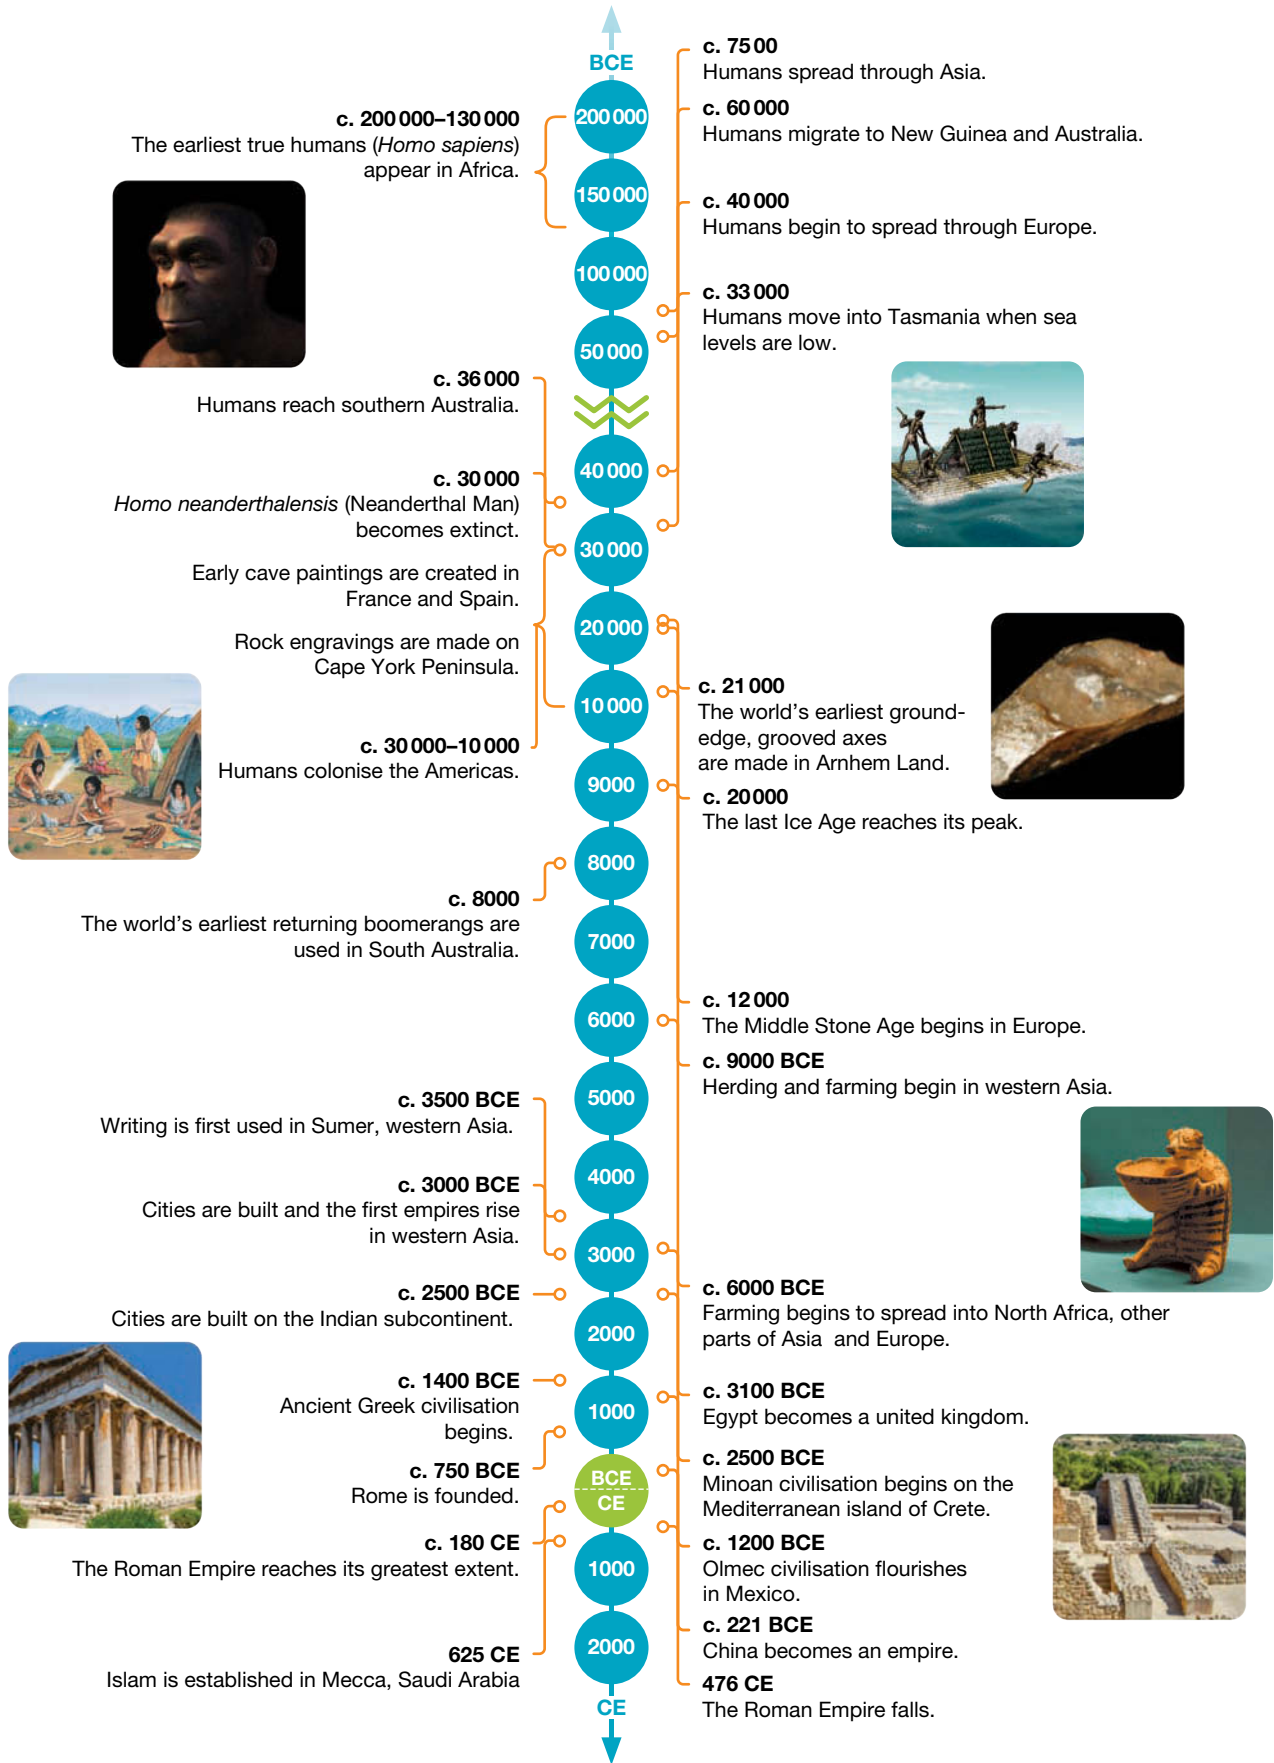 BCE
200 000
150 000
100 000
50 000
40 000
30 000
20 000
10 000
9000
8000
7000
6000
5000
4000
3000
2000
1000
BCE
CE
1000
2000
CE
c. 200 000–130 000
The earliest true humans (Homo sapiens)
appear in Africa.
c. 36 000
Humans reach southern Australia.
c. 30 000
Homo neanderthalensis (Neanderthal Man)
becomes extinct.
Early cave paintings are created in
France and Spain.
Rock engravings are made on
Cape York Peninsula.
c. 30 000–10 000
Humans colonise the Americas.
c. 8000
The world's earliest returning boomerangs are
used in South Australia.
c. 3500 BCE
Writing is first used in Sumer, western Asia.
c. 3000 BCE
Cities are built and the first empires rise
in western Asia.
c. 2500 BCE
Cities are built on the Indian subcontinent.
c. 1400 BCE
Ancient Greek civilisation
begins.
c. 750 BCE
Rome is founded.
c. 180 CE
The Roman Empire reaches its greatest extent.
625 CE
Islam is established in Mecca, Saudi Arabia
c. 75 00
Humans spread through Asia.
c. 60 000
Humans migrate to New Guinea and Australia.
c. 40 000
Humans begin to spread through Europe.
c. 33 000
Humans move into Tasmania when sea
levels are low.
c. 21 000
The world's earliest ground-
edge, grooved axes
are made in Arnhem Land.
c. 20 000
The last Ice Age reaches its peak.
c. 12 000
The Middle Stone Age begins in Europe.
c. 9000 BCE
Herding and farming begin in western Asia.
c. 6000 BCE
Farming begins to spread into North Africa, other
parts of Asia and Europe.
c. 3100 BCE
Egypt becomes a united kingdom.
c. 2500 BCE
Minoan civilisation begins on the
Mediterranean island of Crete.
c. 1200 BCE
Olmec civilisation flourishes
in Mexico.
c. 221 BCE
China becomes an empire.
476 CE
The Roman Empire falls.